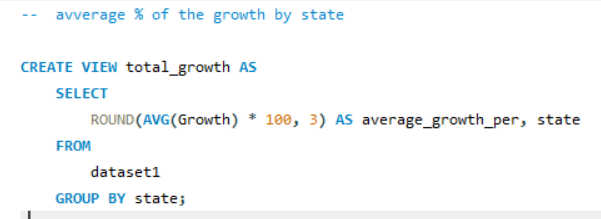 -- avverage % of the growth by state
CREATE VIEW total_growth AS
SELECT
ROUND(AVG(Growth) * 100, 3) AS average_growth_per, state
FROM
dataset1
GROUP BY state;